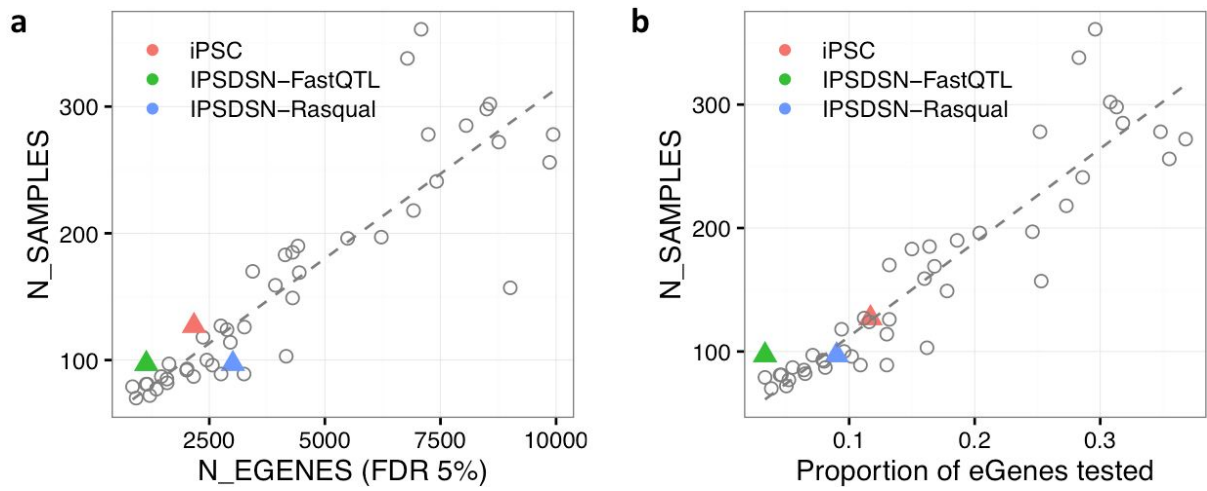 a
iPSC
IPSDSN-FastQTL
IPSDSN-Rasqual
300
200
100
N_SAMPLES
2500 5000 7500 10000
N_EGENES (FDR 5%)
b
iPSC
IPSDSN-FastQTL
IPSDSN-Rasqual
300
200
100
N_SAMPLES
0.1 0.2 0.3
Proportion of eGenes tested